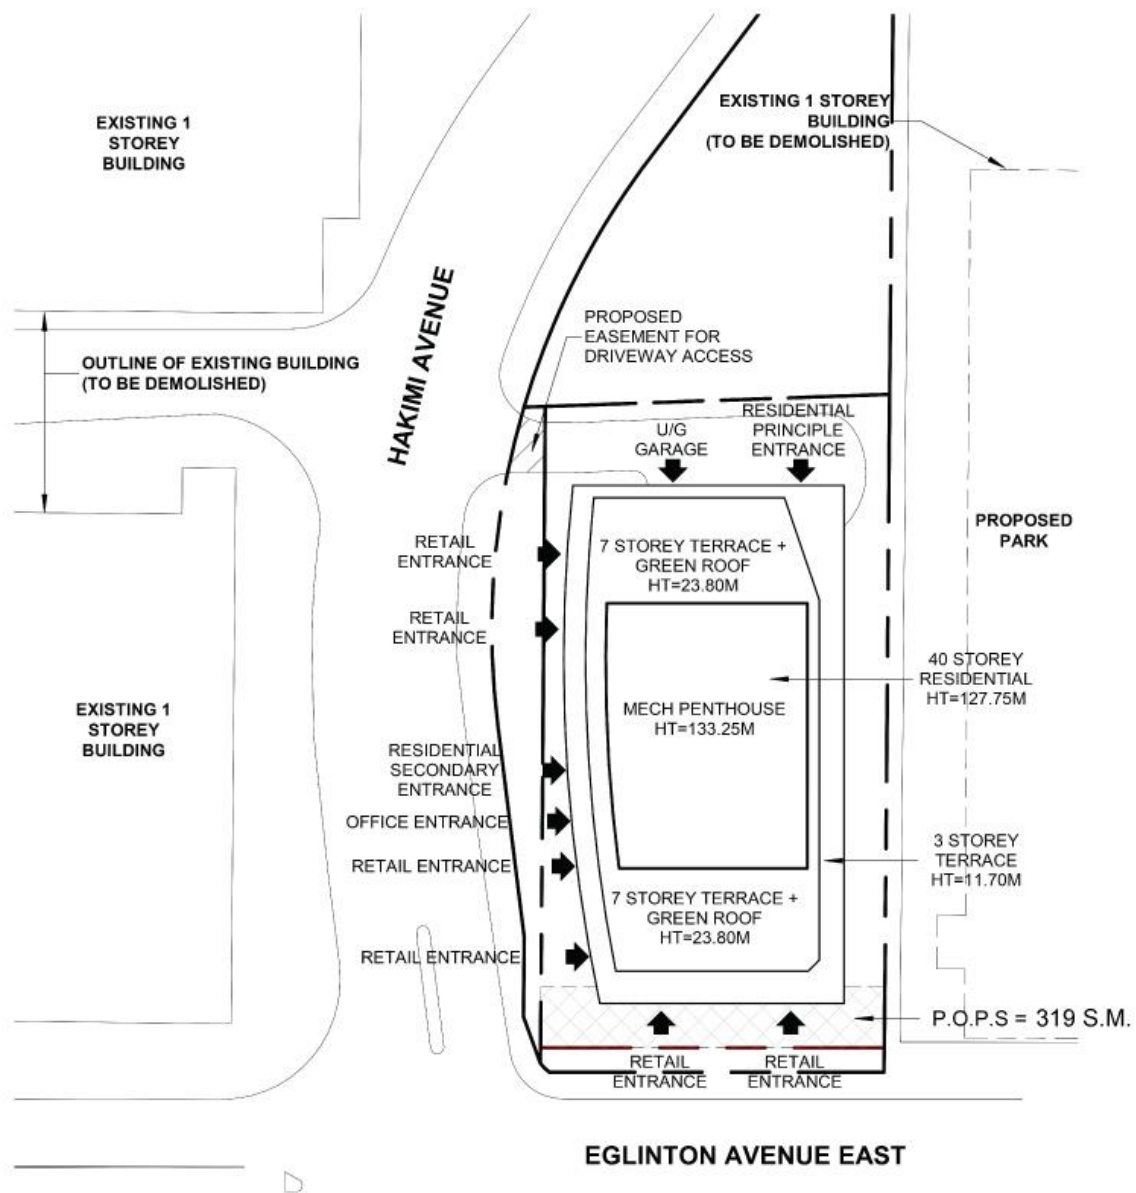 EXISTING 1 STOREY
BUILDING
(TO BE DEMOLISHED)
EXISTING 1
STOREY
BUILDING
HAKIMI AVENUE
PROPOSED
EASEMENT FOR
DRIVEWAY ACCESS
OUTLINE OF EXISTING BUILDING
(TO BE DEMOLISHED)
U/G
GARAGE
RESIDENTIAL
PRINCIPLE
ENTRANCE
PROPOSED
PARK
RETAIL
ENTRANCE
7 STOREY TERRACE +
GREEN ROOF
HT=23.80M
RETAIL
ENTRANCE
40 STOREY
RESIDENTIAL
HT=127.75M
MECH PENTHOUSE
HT=133.25M
EXISTING 1
STOREY
BUILDING
RESIDENTIAL
SECONDARY
ENTRANCE
OFFICE ENTRANCE
RETAIL ENTRANCE
3 STOREY
TERRACE
HT=11.70M
7 STOREY TERRACE +
GREEN ROOF
HT=23.80M
RETAIL ENTRANCE
P.O.P.S = 319 S.M.
RETAIL
ENTRANCE
RETAIL
ENTRANCE
EGLINTON AVENUE EAST